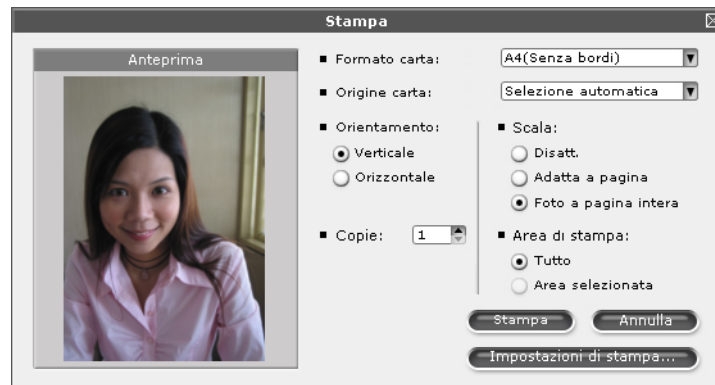 Stampa
Anteprima
Formato carta:
A4(Senza bordi)
Origine carta:
Selezione automatica
Orientamento:
Verticale
Orizzontale
Copie:
1
Scala:
Disatt.
Adatta a pagina
Foto a pagina intera
Area di stampa:
Tutto
Area selezionata
Stampa
Annulla
Impostazioni di stampa...